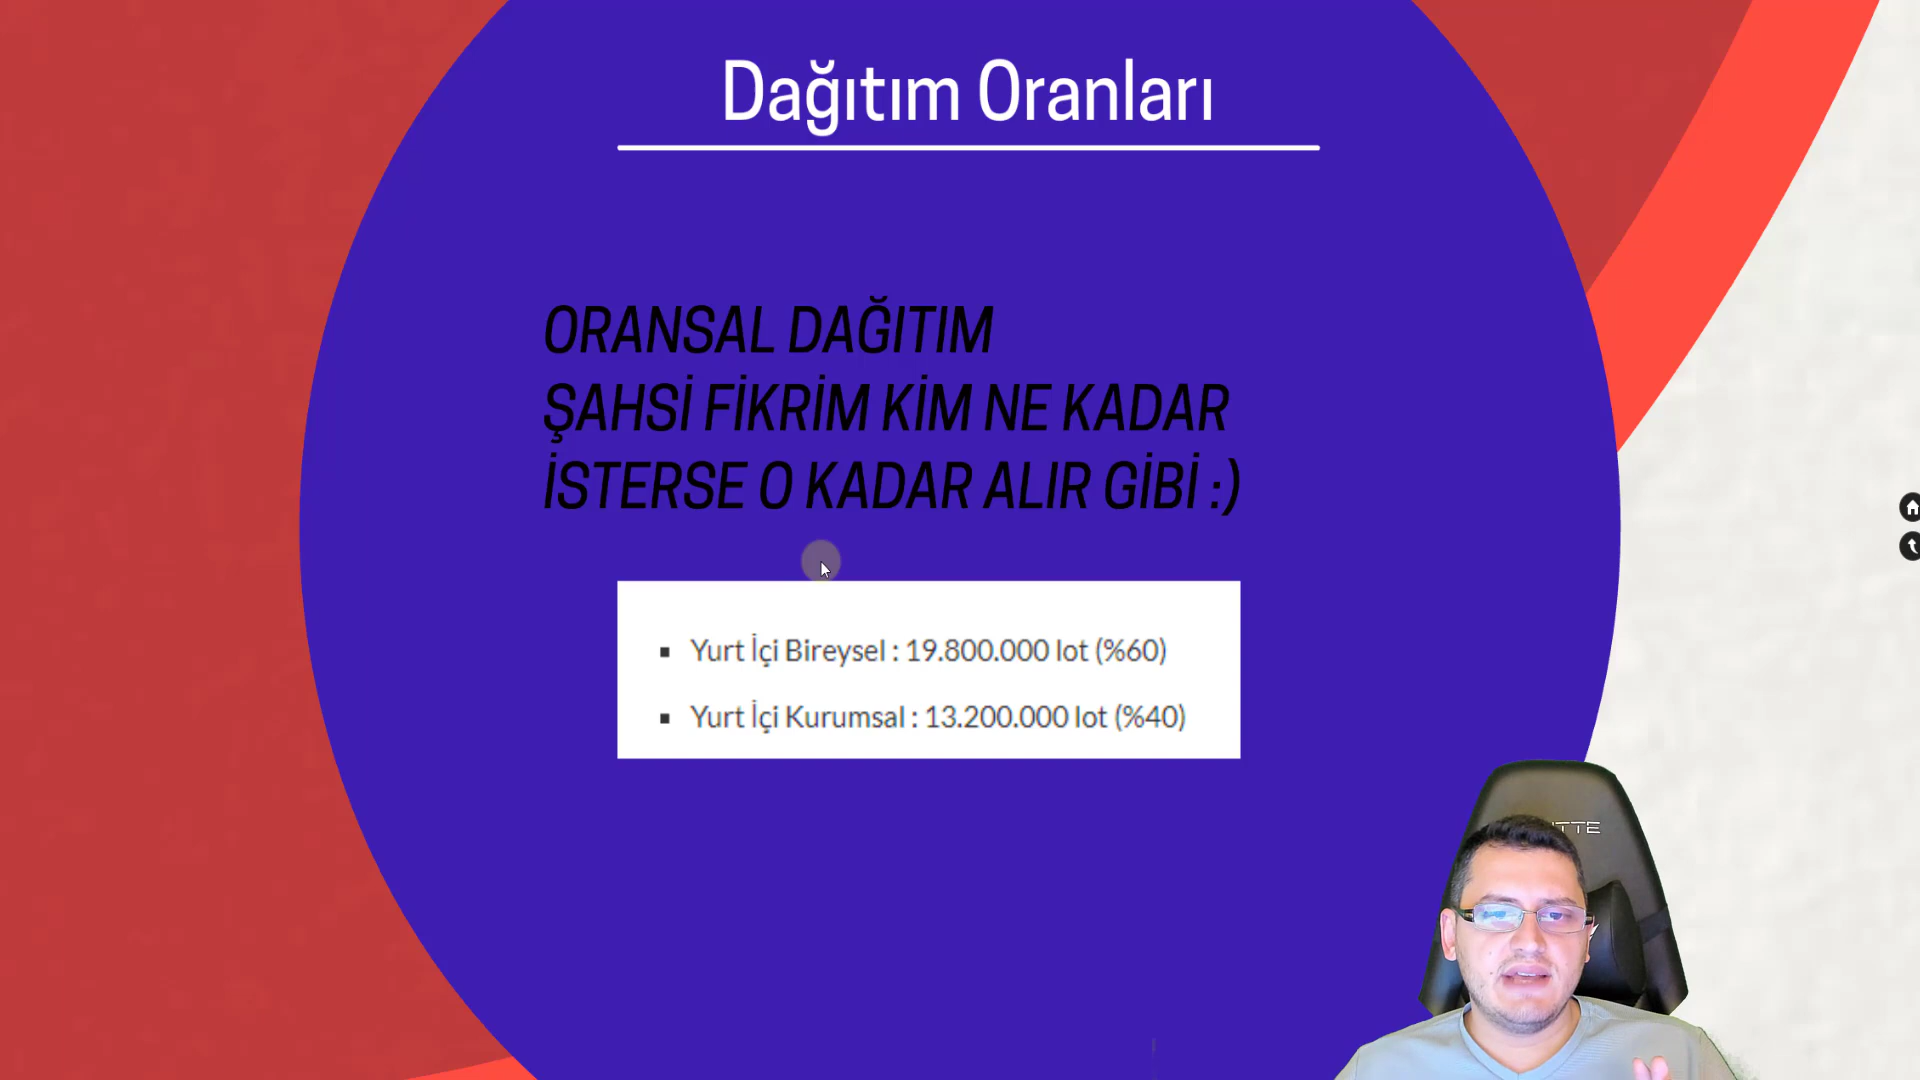 Dağıtım Oranları
ORANSAL DAĞITIM
ŞAHSİ FİKRİM KİM NE KADAR
İSTERSE O KADAR ALIR GİBİ :)
▪ Yurt İçi Bireysel : 19.800.000 lot (%60)
▪ Yurt İçi Kurumsal : 13.200.000 lot (%40)